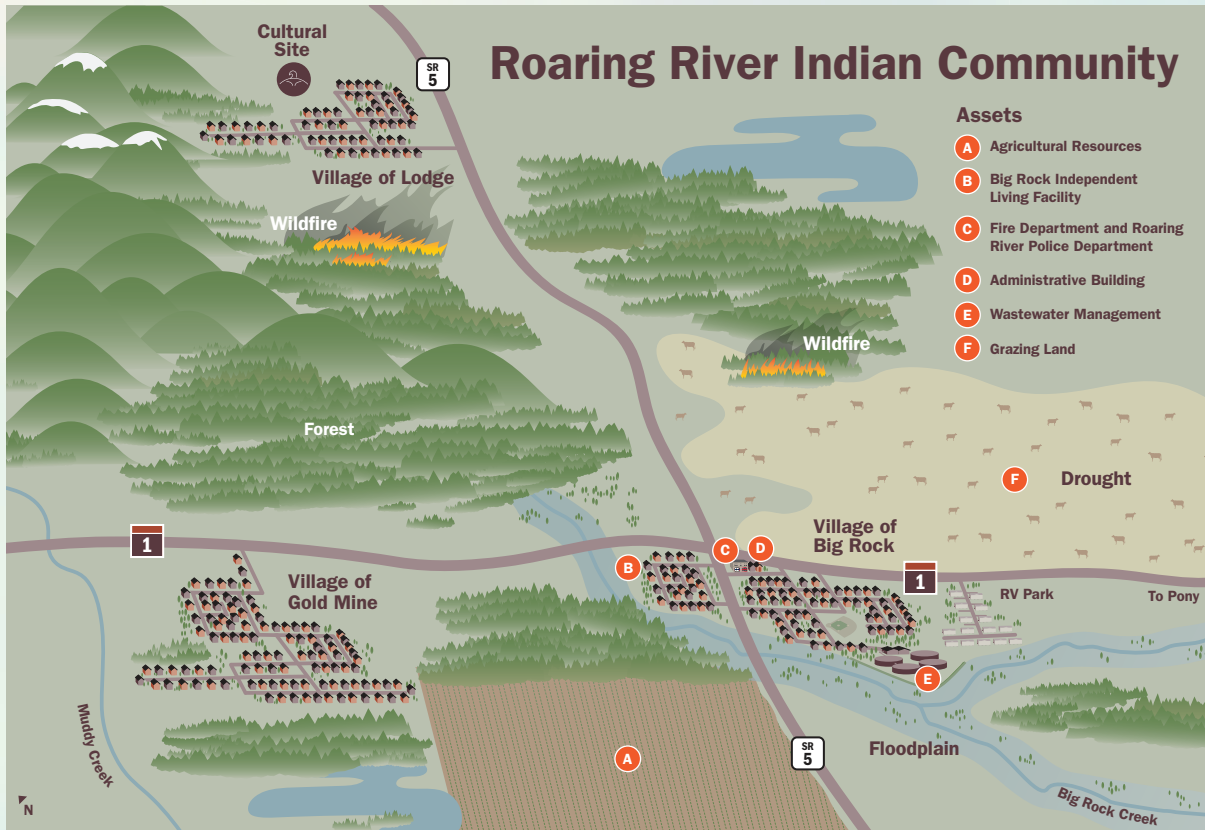 Cultural
Site
SR
5
Roaring River Indian Community
Assets
A Agricultural Resources
B Big Rock Independent
Living Facility
C Fire Department and Roaring
River Police Department
D Administrative Building
E Wastewater Management
F Grazing Land
Village of Lodge
Wildfire
Wildfire
Forest
F
Drought
Village of
Big Rock
C
D
B
1
1
Village of
Gold Mine
RV Park
To Pony
E
A
Floodplain
SR
5
Muddy Creek
Big Rock Creek
N